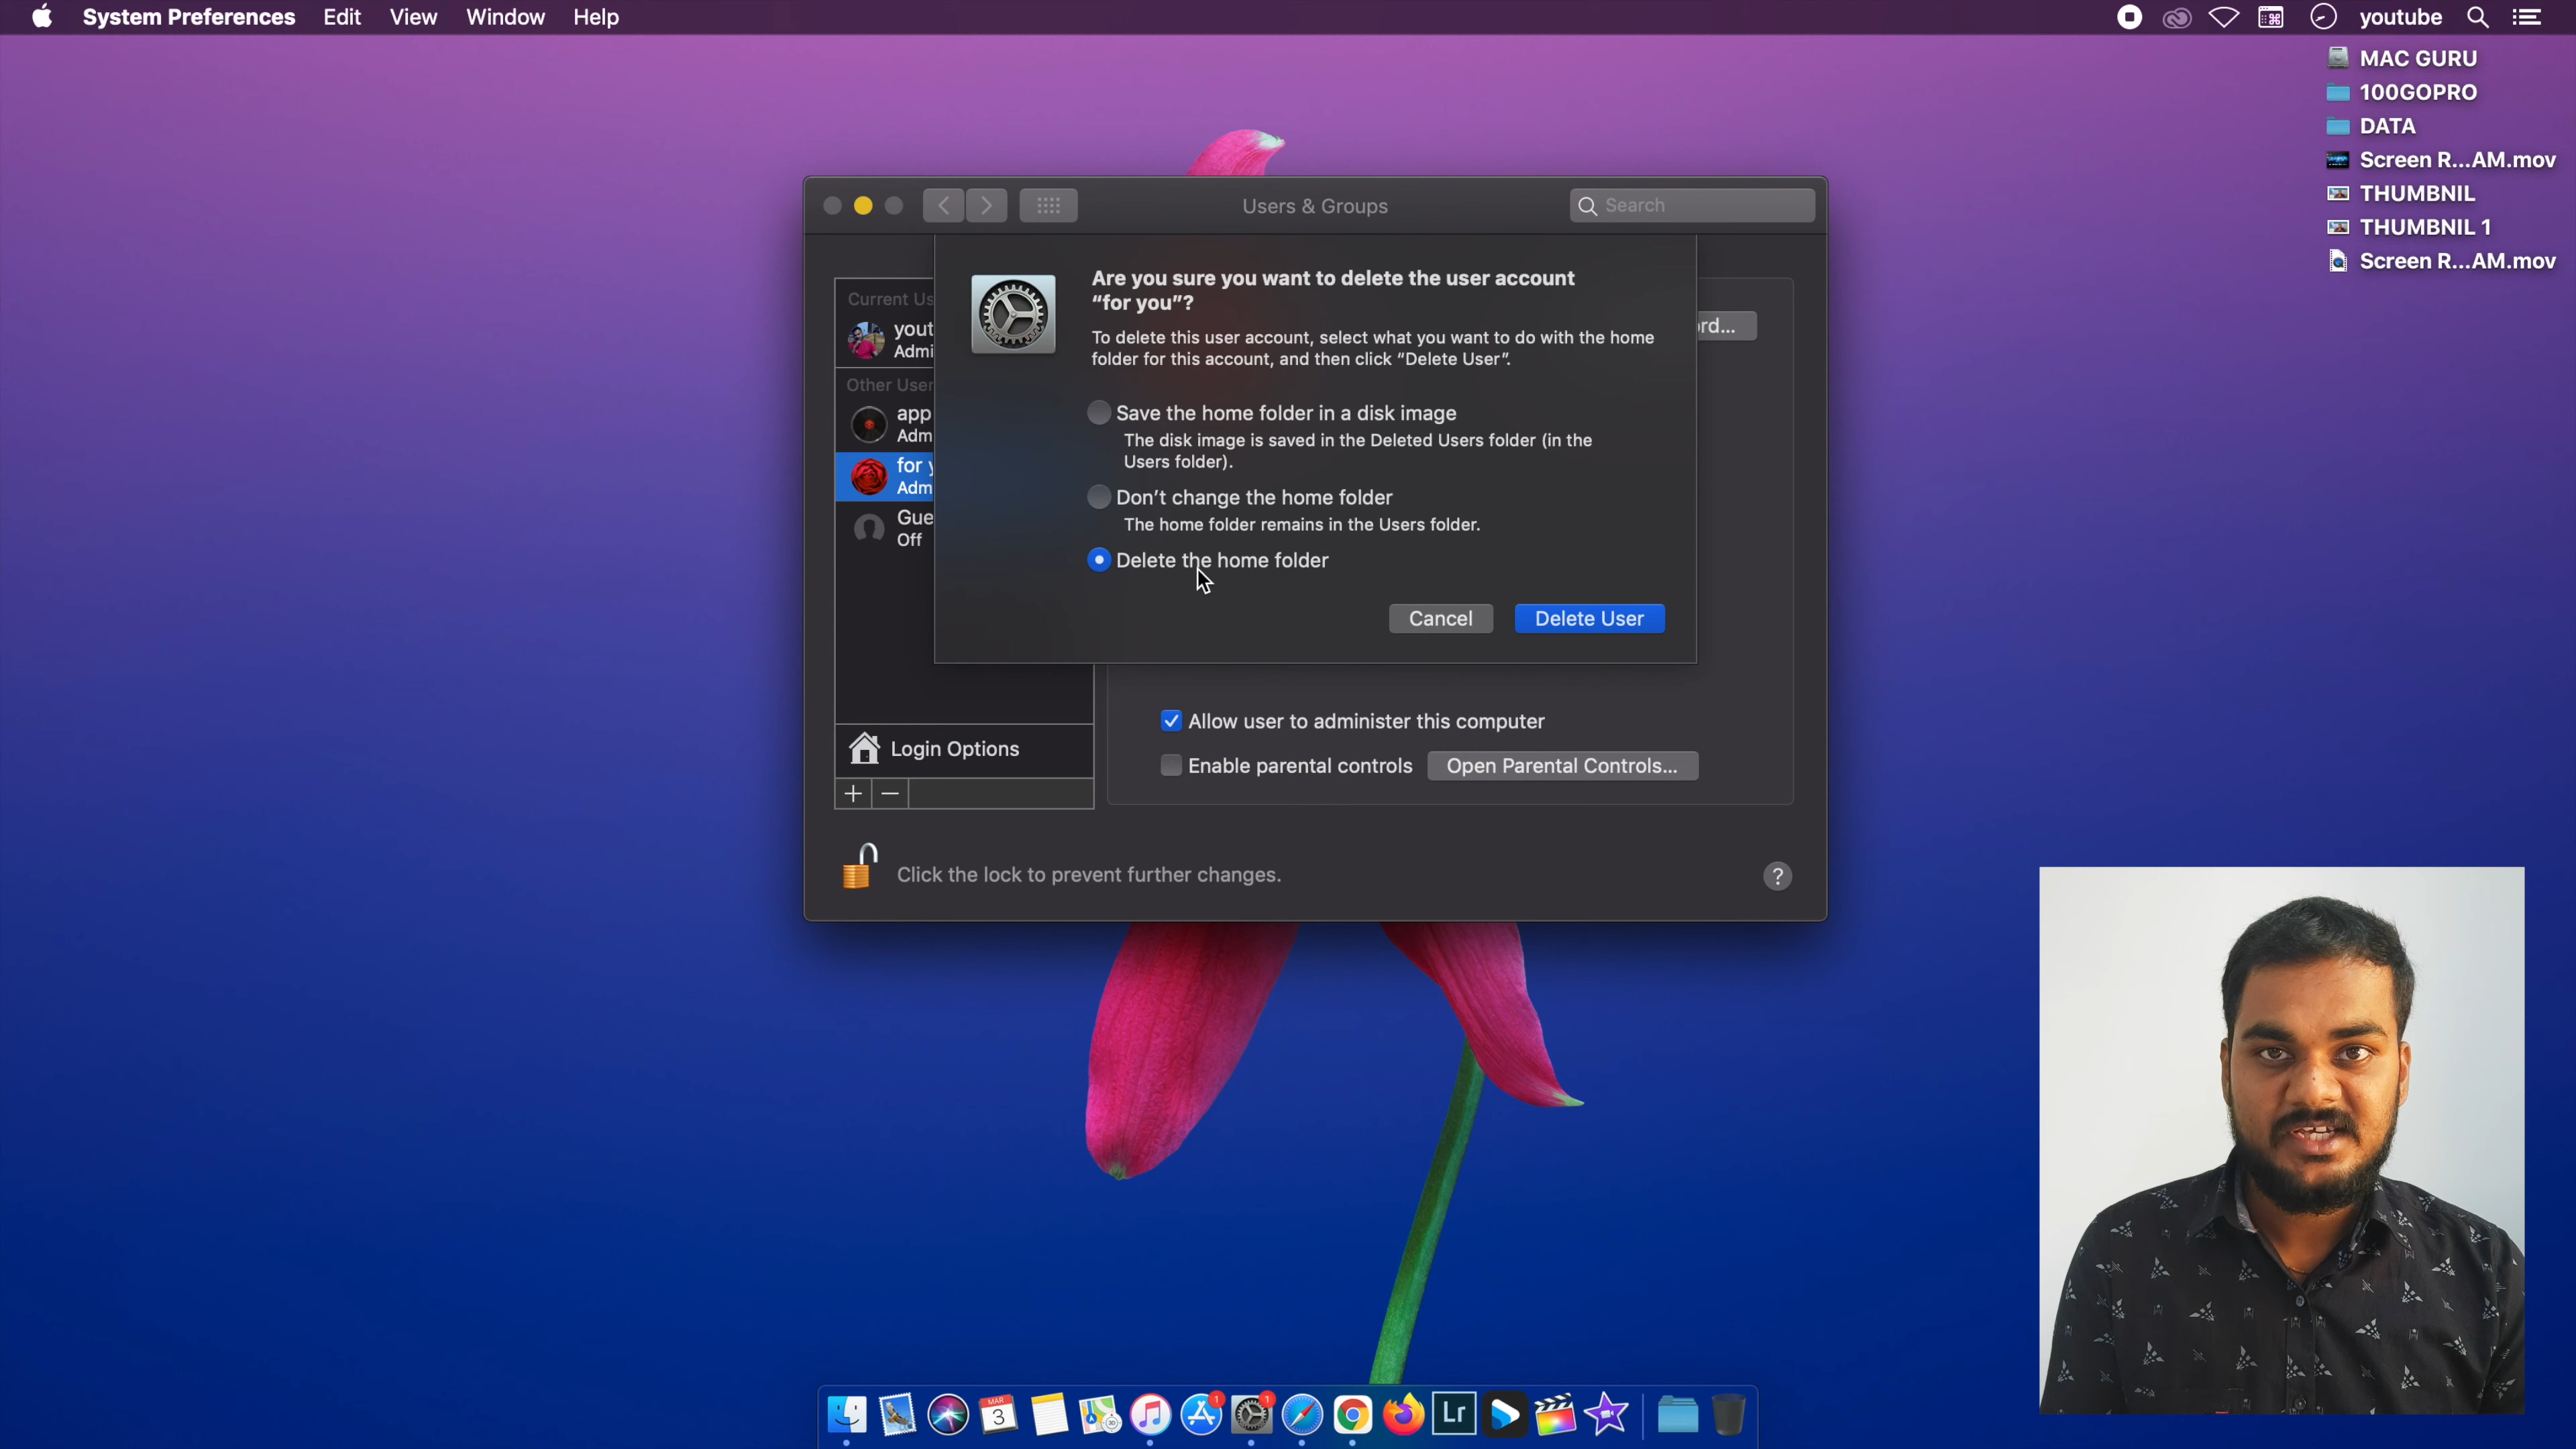 System Preferences Edit View Window Help
youtube
MAC GURU
100GOPRO
DATA
Screen R...AM.mov
THUMBNIL
THUMBNIL 1
Screen R...AM.mov
Users & Groups
Search
Are you sure you want to delete the user account
“for you”?
To delete this user account, select what you want to do with the home
folder for this account, and then click “Delete User”.
Save the home folder in a disk image
The disk image is saved in the Deleted Users folder (in the
Users folder).
Don’t change the home folder
The home folder remains in the Users folder.
Delete the home folder
Cancel Delete User
Current Us
yout
Admi
Other User
app
Adm
for y
Adm
Gue
Off
rd...
Login Options
Allow user to administer this computer
Enable parental controls Open Parental Controls...
Click the lock to prevent further changes.
?
MAR
3
1
1
Lr